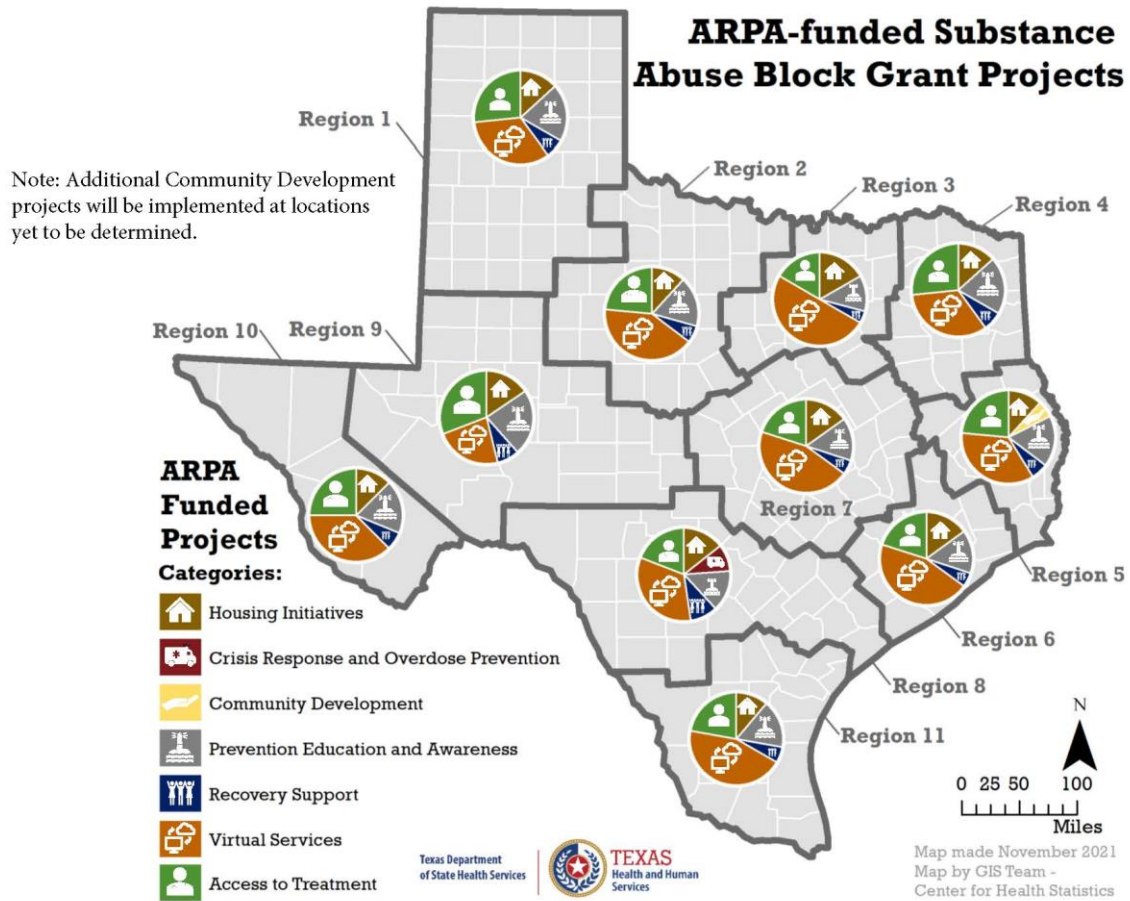 ARPA-funded Substance
Abuse Block Grant Projects
Region 1
Note: Additional Community Development
projects will be implemented at locations
yet to be determined.
Region 2
Region 3
Region 4
Region 10
Region 9
Region 7
Region 5
Region 6
Region 8
Region 11
ARPA
Funded
Projects
Categories:
Housing Initiatives
Crisis Response and Overdose Prevention
Community Development
Prevention Education and Awareness
Recovery Support
Virtual Services
Access to Treatment
N
0 25 50 100
Miles
Texas Department
of State Health Services
TEXAS
Health and Human
Services
Map made November 2021
Map by GIS Team -
Center for Health Statistics